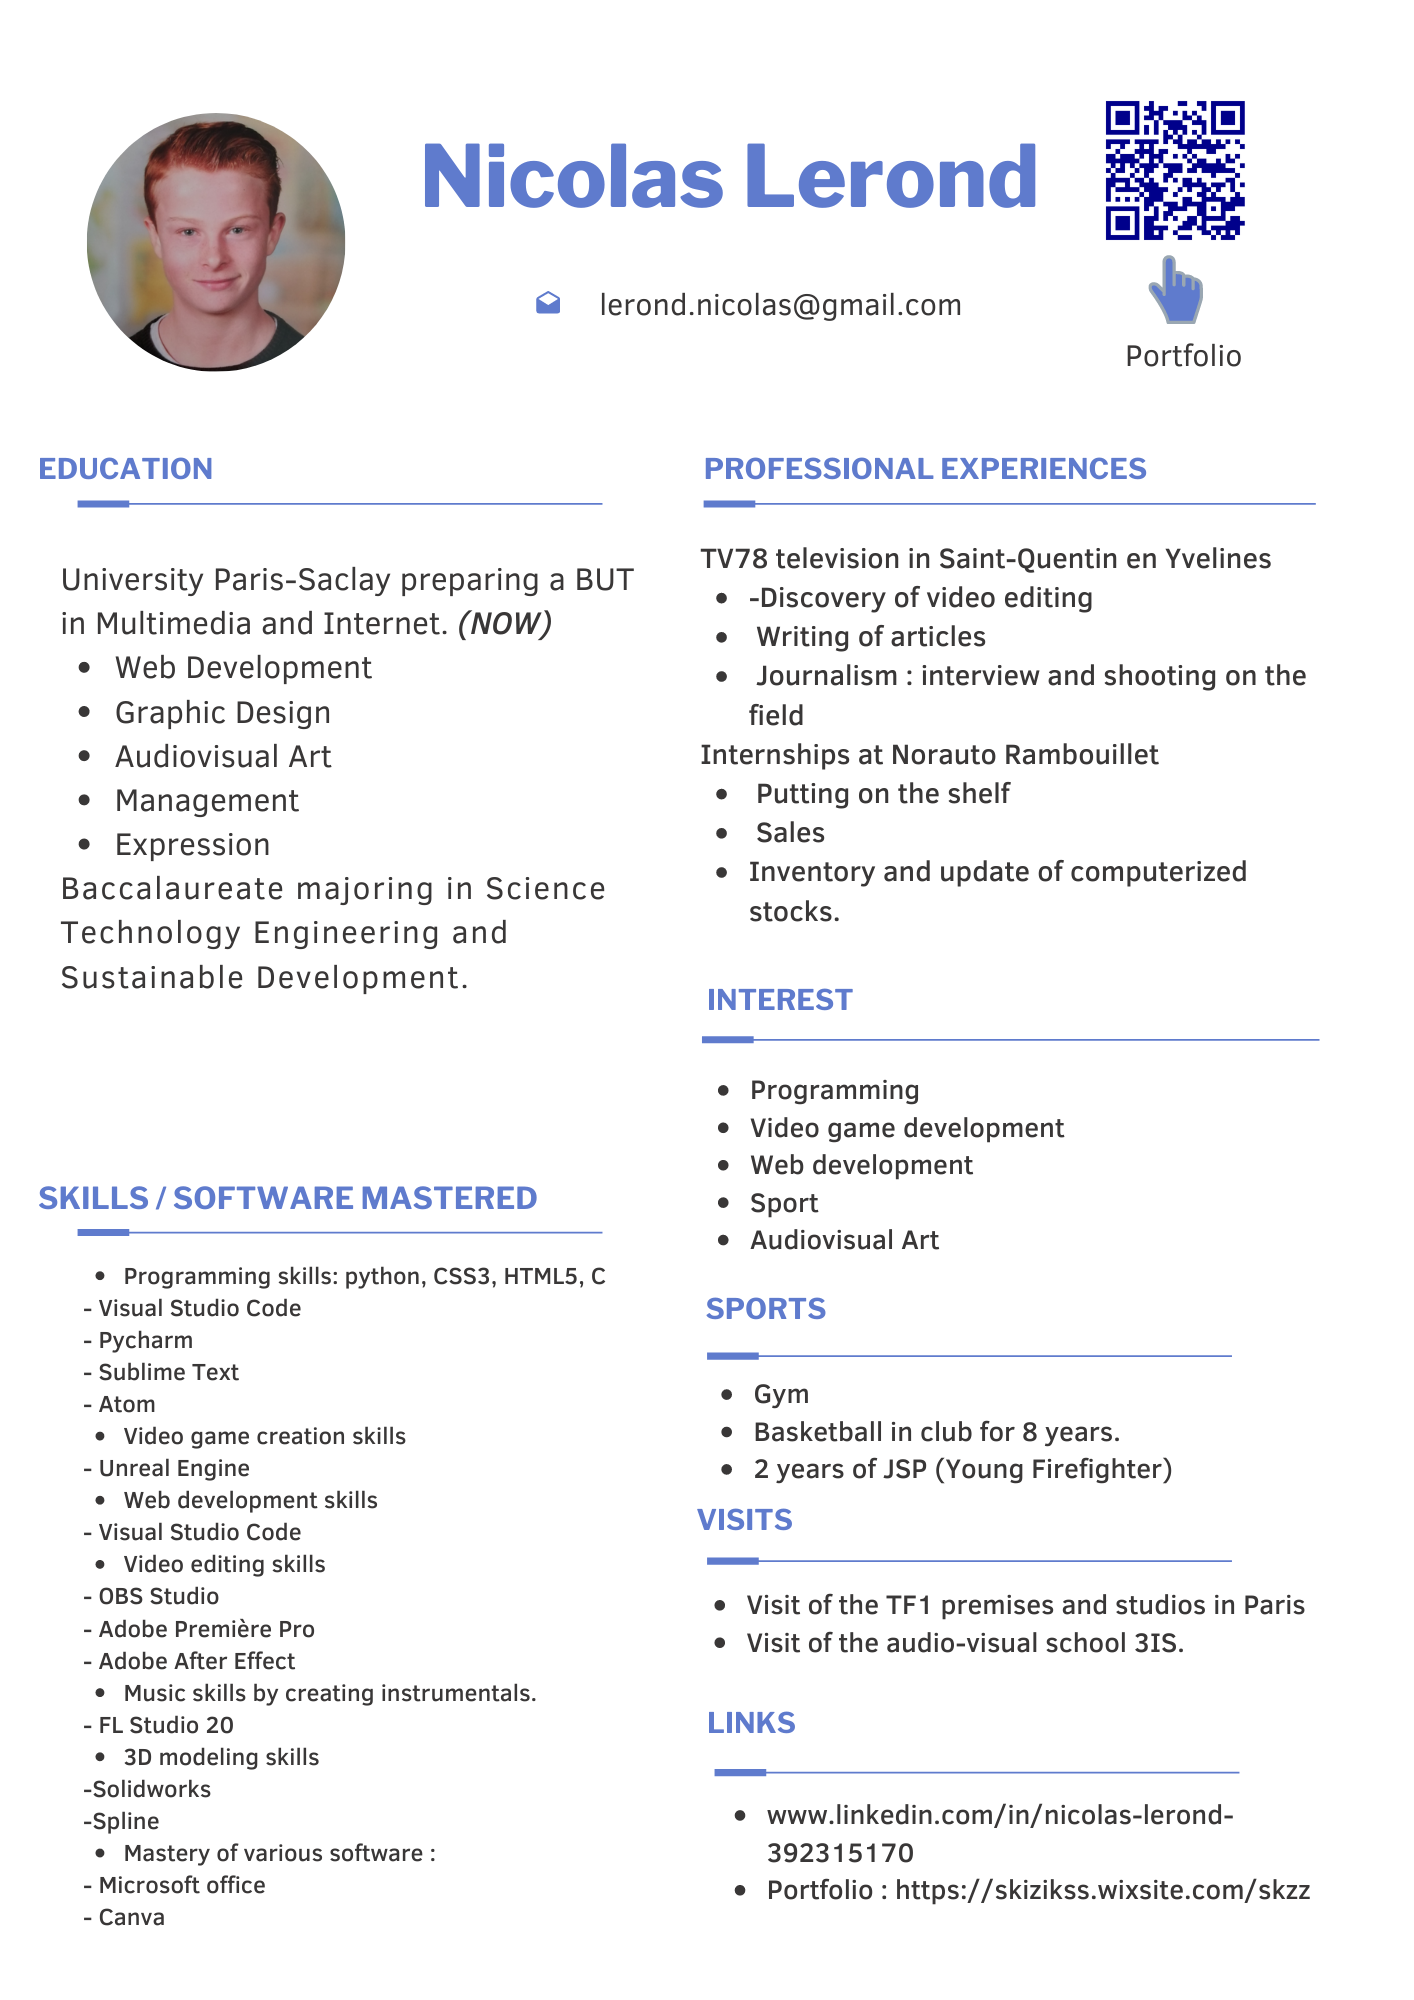 Nicolas Lerond
lerond.nicolas@gmail.com
Portfolio
EDUCATION
University Paris-Saclay preparing a BUT
in Multimedia and Internet. (NOW)
• Web Development
• Graphic Design
• Audiovisual Art
• Management
• Expression
Baccalaureate majoring in Science
Technology Engineering and
Sustainable Development.
SKILLS / SOFTWARE MASTERED
• Programming skills: python, CSS3, HTML5, C
- Visual Studio Code
- Pycharm
- Sublime Text
- Atom
• Video game creation skills
- Unreal Engine
• Web development skills
- Visual Studio Code
• Video editing skills
- OBS Studio
- Adobe Première Pro
- Adobe After Effect
• Music skills by creating instrumentals.
- FL Studio 20
• 3D modeling skills
-Solidworks
-Spline
• Mastery of various software :
- Microsoft office
- Canva
PROFESSIONAL EXPERIENCES
TV78 television in Saint-Quentin en Yvelines
• -Discovery of video editing
• Writing of articles
• Journalism : interview and shooting on the
field
Internships at Norauto Rambouillet
• Putting on the shelf
• Sales
• Inventory and update of computerized
stocks.
INTEREST
• Programming
• Video game development
• Web development
• Sport
• Audiovisual Art
SPORTS
• Gym
• Basketball in club for 8 years.
• 2 years of JSP (Young Firefighter)
VISITS
• Visit of the TF1 premises and studios in Paris
• Visit of the audio-visual school 3IS.
LINKS
• www.linkedin.com/in/nicolas-lerond-
392315170
• Portfolio : https://skizikss.wixsite.com/skzz